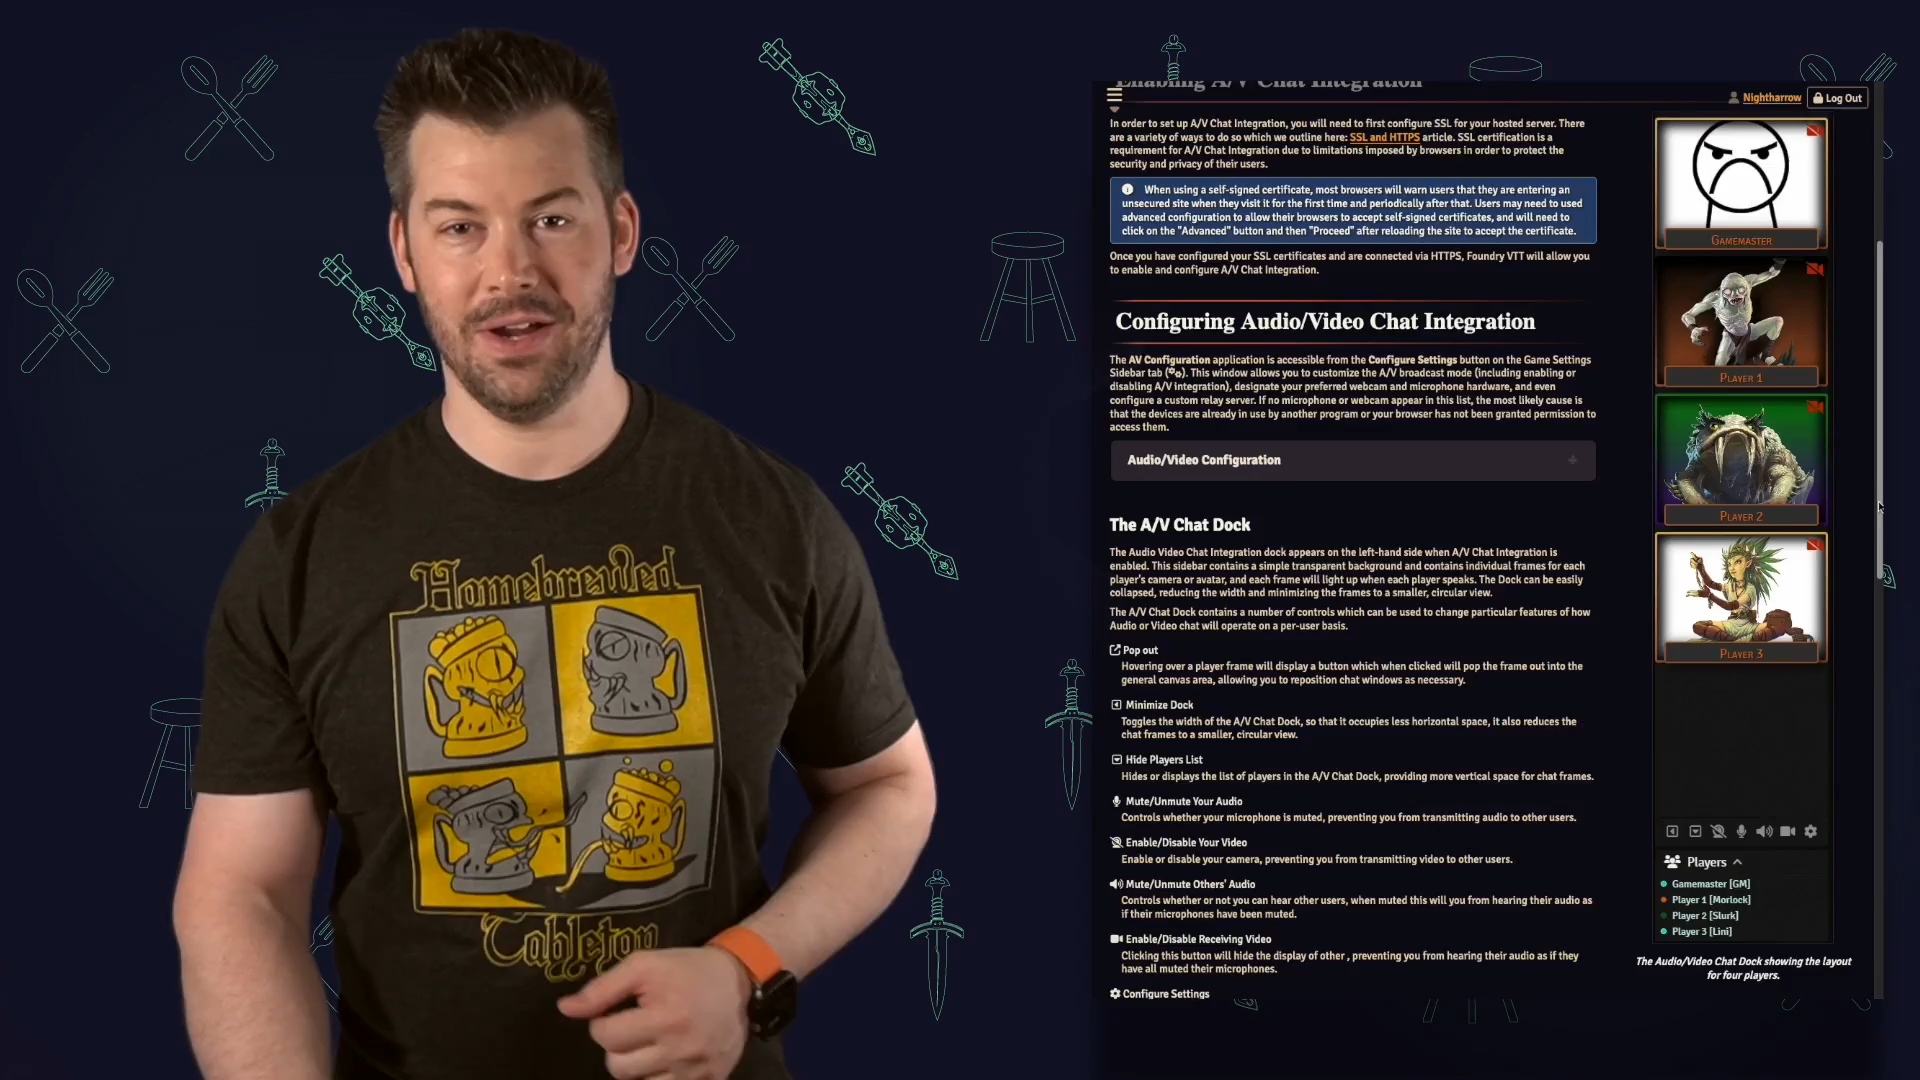 Homebrewed
Tabletop
Enabling A/V Chat Integration
Nightharrow
Log Out
In order to set up A/V Chat Integration, you will need to first configure SSL for your hosted server. There
are a variety of ways to do so which we outline here: SSL and HTTPS article. SSL certification is a
requirement for A/V Chat Integration due to limitations imposed by browsers in order to protect the
security and privacy of their users.
When using a self-signed certificate, most browsers will warn users that they are entering an
unsecured site when they visit it for the first time and periodically after that. Users may need to used
advanced configuration to allow their browsers to accept self-signed certificates, and will need to
click on the "Advanced" button and then "Proceed" after reloading the site to accept the certificate.
Once you have configured your SSL certificates and are connected via HTTPS, Foundry VTT will allow you
to enable and configure A/V Chat Integration.
Configuring Audio/Video Chat Integration
The AV Configuration application is accessible from the Configure Settings button on the Game Settings
Sidebar tab (). This window allows you to customize the A/V broadcast mode (including enabling or
disabling A/V integration), designate your preferred webcam and microphone hardware, and even
configure a custom relay server. If no microphone or webcam appear in this list, the most likely cause is
that the devices are already in use by another program or your browser has not been granted permission to
access them.
Audio/Video Configuration
The A/V Chat Dock
The Audio Video Chat Integration dock appears on the left-hand side when A/V Chat Integration is
enabled. This sidebar contains a simple transparent background and contains individual frames for each
player's camera or avatar, and each frame will light up when each player speaks. The Dock can be easily
collapsed, reducing the width and minimizing the frames to a smaller, circular view.
The A/V Chat Dock contains a number of controls which can be used to change particular features of how
Audio or Video chat will operate on a per-user basis.
Pop out
Hovering over a player frame will display a button which when clicked will pop the frame out into the
general canvas area, allowing you to reposition chat windows as necessary.
Minimize Dock
Toggles the width of the A/V Chat Dock, so that it occupies less horizontal space, it also reduces the
chat frames to a smaller, circular view.
Hide Players List
Hides or displays the list of players in the A/V Chat Dock, providing more vertical space for chat frames.
Mute/Unmute Your Audio
Controls whether your microphone is muted, preventing you from transmitting audio to other users.
Enable/Disable Your Video
Enable or disable your camera, preventing you from transmitting video to other users.
Mute/Unmute Others' Audio
Controls whether or not you can hear other users, when muted this will you from hearing their audio as
if their microphones have been muted.
Enable/Disable Receiving Video
Clicking this button will hide the display of other , preventing you from hearing their audio as if they
have all muted their microphones.
Configure Settings
Gamemaster
Player 1
Player 2
Player 3
Players
Gamemaster [GM]
Player 1 [Morlock]
Player 2 [Slurk]
Player 3 [Lini]
The Audio/Video Chat Dock showing the layout
for four players.